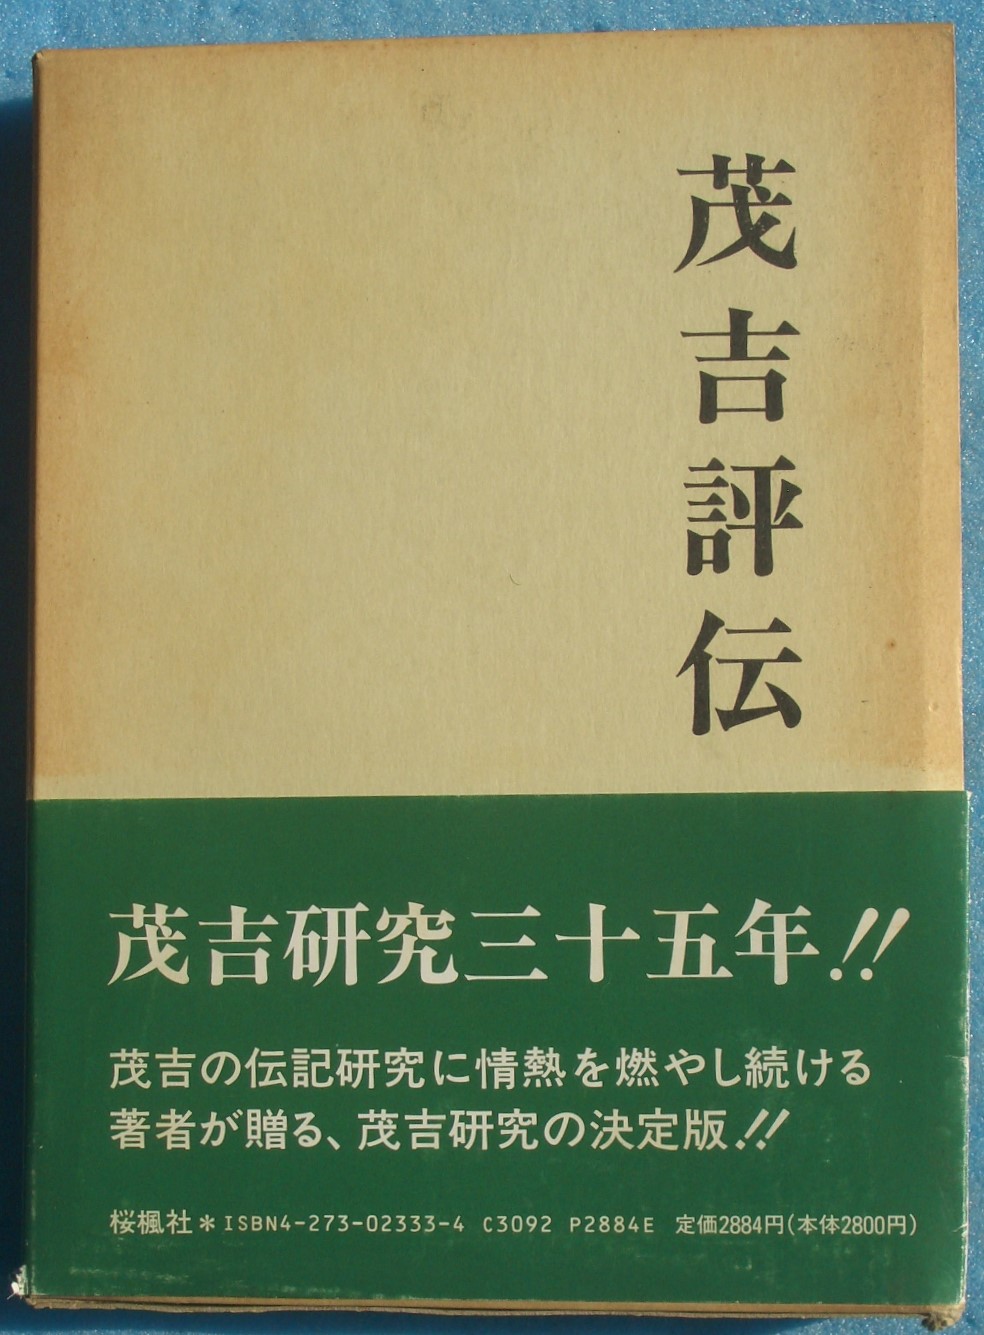 茂吉評伝
茂吉研究三十五年!!
茂吉の伝記研究に情熱を燃やし続ける
著者が贈る、茂吉研究の決定版!!
桜楓社*ISBN4-273-02333-4 C3092 P2884E 定価2884円(本体2800円)